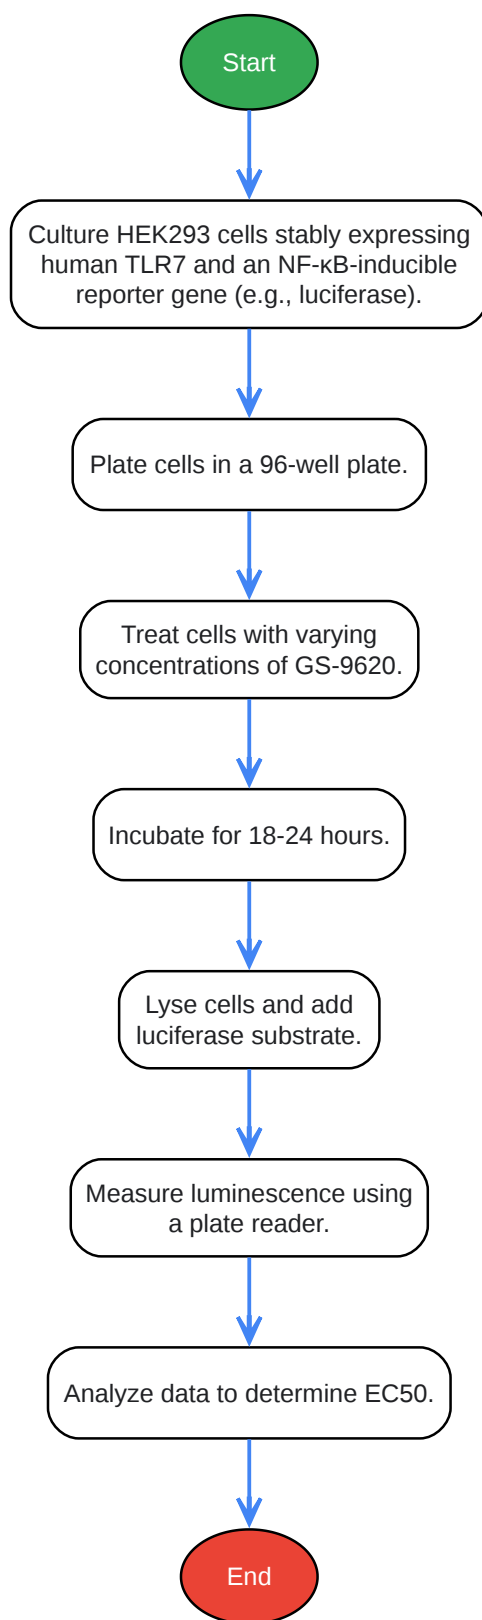 Start
Culture HEK293 cells stably expressing
human TLR7 and an NF-κB-inducible
reporter gene (e.g., luciferase).
Plate cells in a 96-well plate.
Treat cells with varying
concentrations of GS-9620.
Incubate for 18-24 hours.
Lyse cells and add
luciferase substrate.
Measure luminescence using
a plate reader.
Analyze data to determine EC50.
End